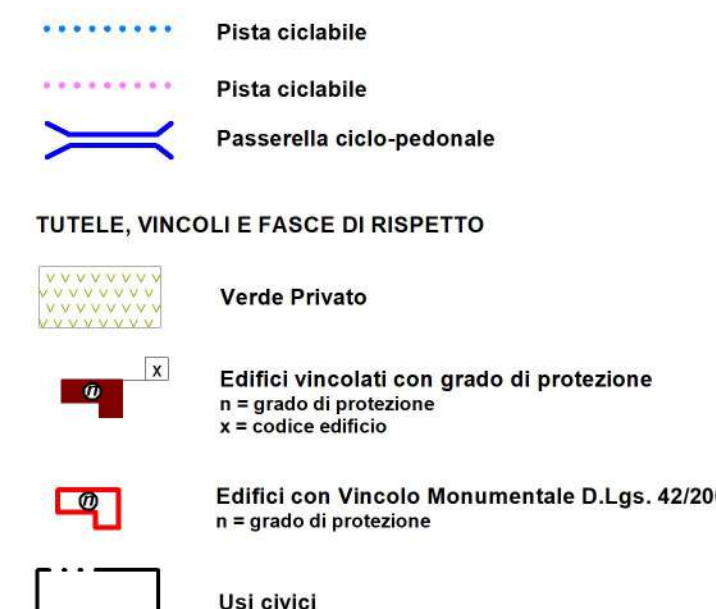 Pista ciclabile
Pista ciclabile
Passerella ciclo-pedonale
TUTELE, VINCOLI E FASCE DI RISPETTO
Verde Privato
x
n
Edifici vincolati con grado di protezione
n = grado di protezione
x = codice edificio
n
Edifici con Vincolo Monumentale D.Lgs. 42/200
n = grado di protezione
Usi civici